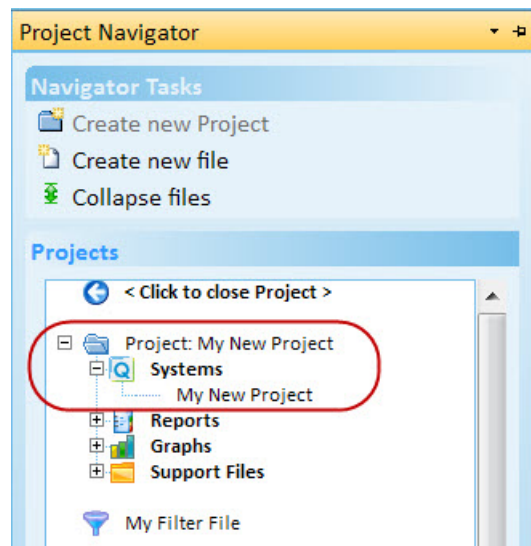 Project Navigator
Navigator Tasks
Create new Project
Create new file
Collapse files
Projects
< Click to close Project >
Project: My New Project
Systems
My New Project
Reports
Graphs
Support Files
My Filter File